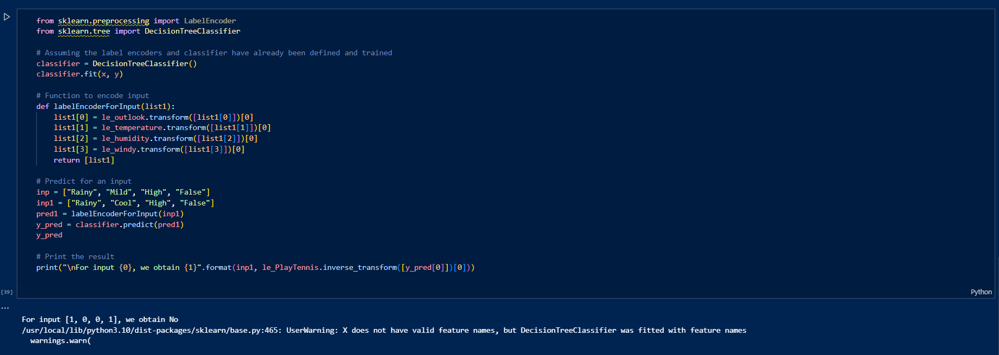 from sklearn.preprocessing import LabelEncoder
from sklearn.tree import DecisionTreeClassifier

# Assuming the label encoders and classifier have already been defined and trained
classifier = DecisionTreeClassifier()
classifier.fit(x, y)

# Function to encode input
def labelEncoderForInput(list1):
    list1[0] = le_outlook.transform([list1[0]])[0]
    list1[1] = le_temperature.transform([list1[1]])[0]
    list1[2] = le_humidity.transform([list1[2]])[0]
    list1[3] = le_windy.transform([list1[3]])[0]
    return [list1]

# Predict for an input
inp = ["Rainy", "Mild", "High", "False"]
inp1 = ["Rainy", "Cool", "High", "False"]
pred1 = labelEncoderForInput(inp1)
y_pred = classifier.predict(pred1)
y_pred

# Print the result
print("\nFor input {0}, we obtain {1}".format(inp1, le_PlayTennis.inverse_transform([y_pred[0]])[0]))
[39]
Python
...
For input [1, 0, 0, 1], we obtain No
/usr/local/lib/python3.10/dist-packages/sklearn/base.py:465: UserWarning: X does not have valid feature names, but DecisionTreeClassifier was fitted with feature names
  warnings.warn(